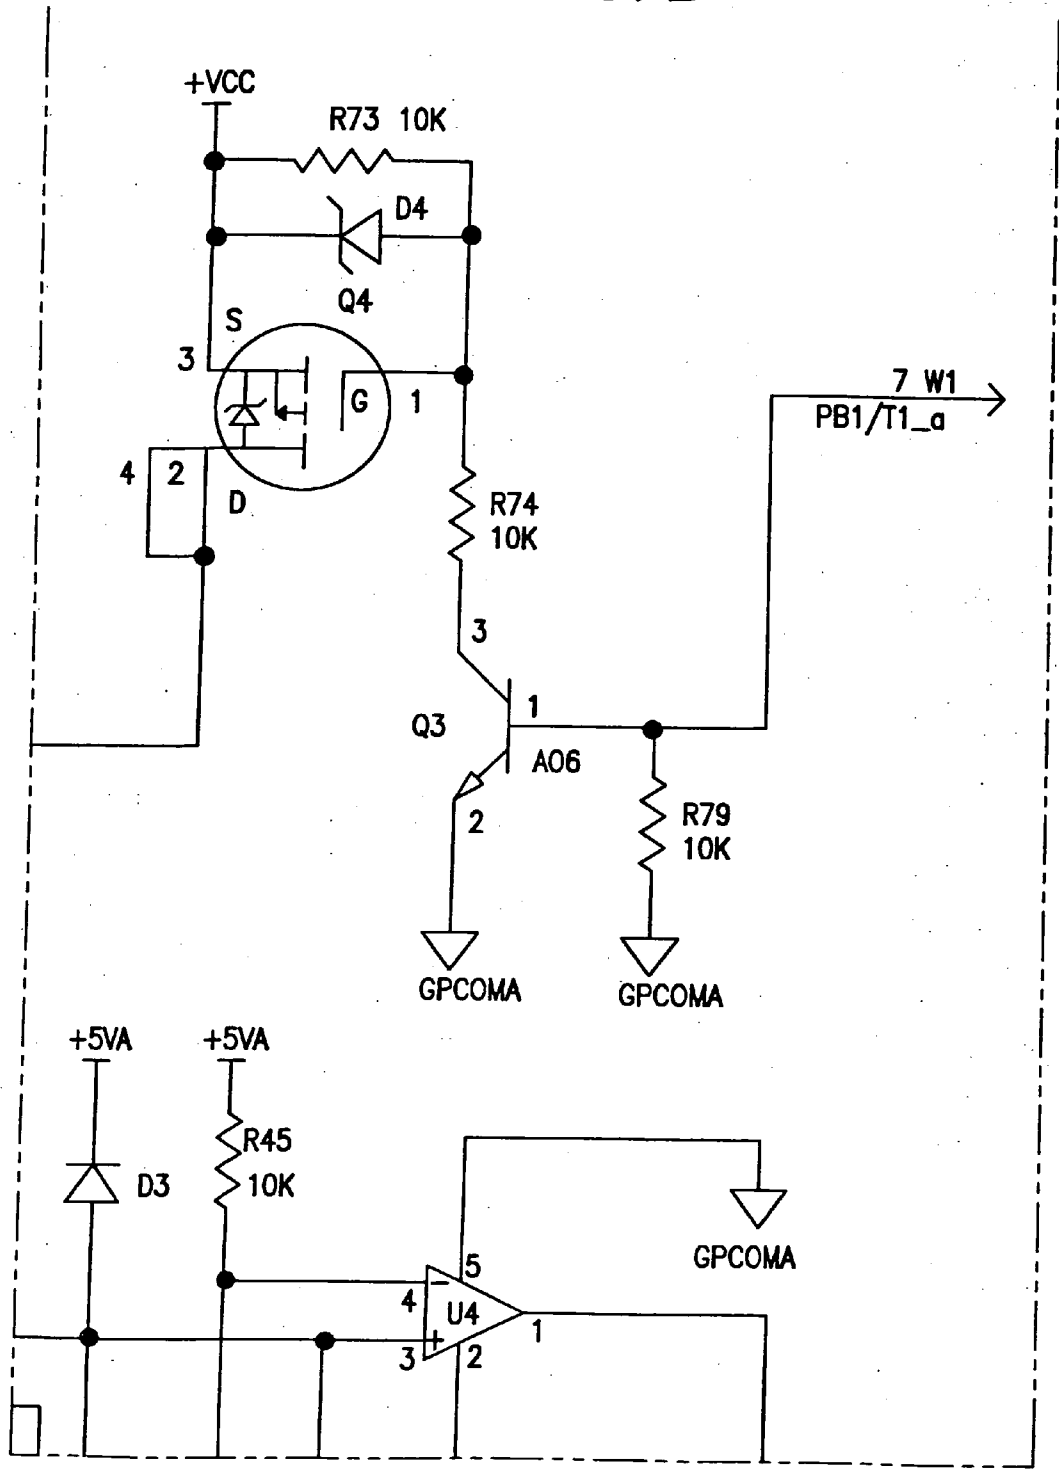 +VCC
R73 10K
D4
Q4
S
3
G
1
7 W1
PB1/T1_a
4
2
D
R74
10K
3
Q3
1
A06
2
R79
10K
GPCOMA
GPCOMA
+5VA
+5VA
R45
10K
D3
GPCOMA
5
4
−
U4
1
3
+
2